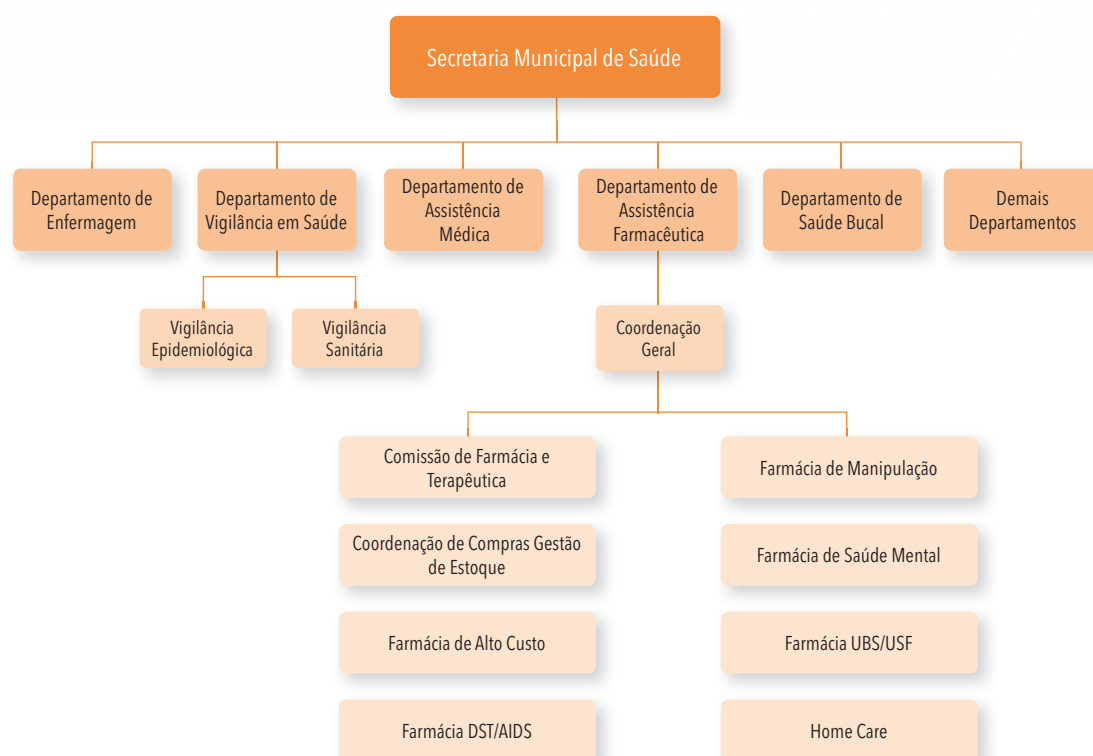 Secretaria Municipal de Saúde
Departamento de
Enfermagem
Departamento de
Vigilância em Saúde
Departamento de
Assistência
Médica
Departamento de
Assistência
Farmacêutica
Departamento de
Saúde Bucal
Demais
Departamentos
Vigilância
Epidemiológica
Vigilância
Sanitária
Coordenação
Geral
Comissão de Farmácia e
Terapêutica
Farmácia de Manipulação
Coordenação de Compras Gestão
de Estoque
Farmácia de Saúde Mental
Farmácia de Alto Custo
Farmácia UBS/USF
Farmácia DST/AIDS
Home Care